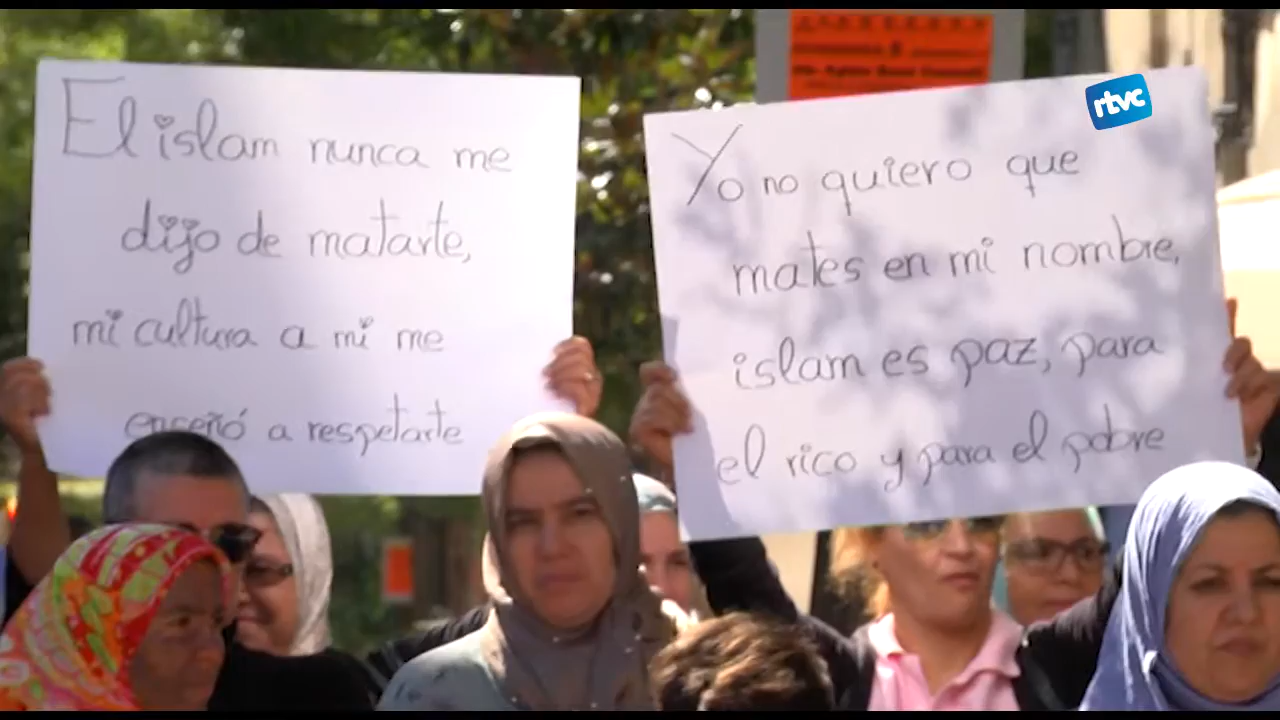 El islam nunca me
dijo de matarte,
mi cultura a mi me
enseñó a respetarte
Yo no quiero que
mates en mi nombre,
islam es paz, para
el rico y para el pobre
rtvc